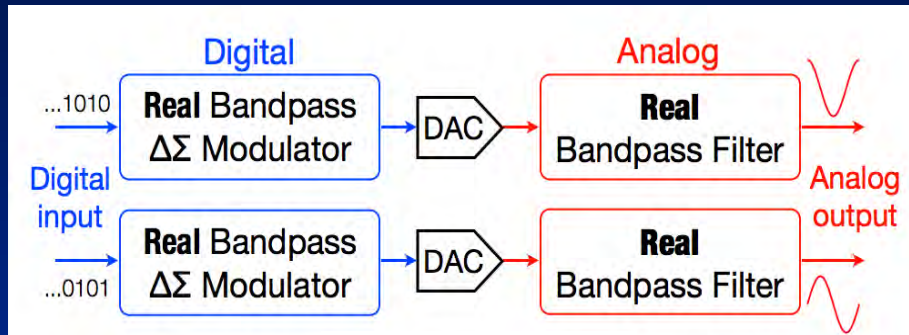 Digital
Analog
...1010
Real Bandpass
ΔΣ Modulator
DAC
Real
Bandpass Filter
Digital
input
Analog
output
...0101
Real Bandpass
ΔΣ Modulator
DAC
Real
Bandpass Filter